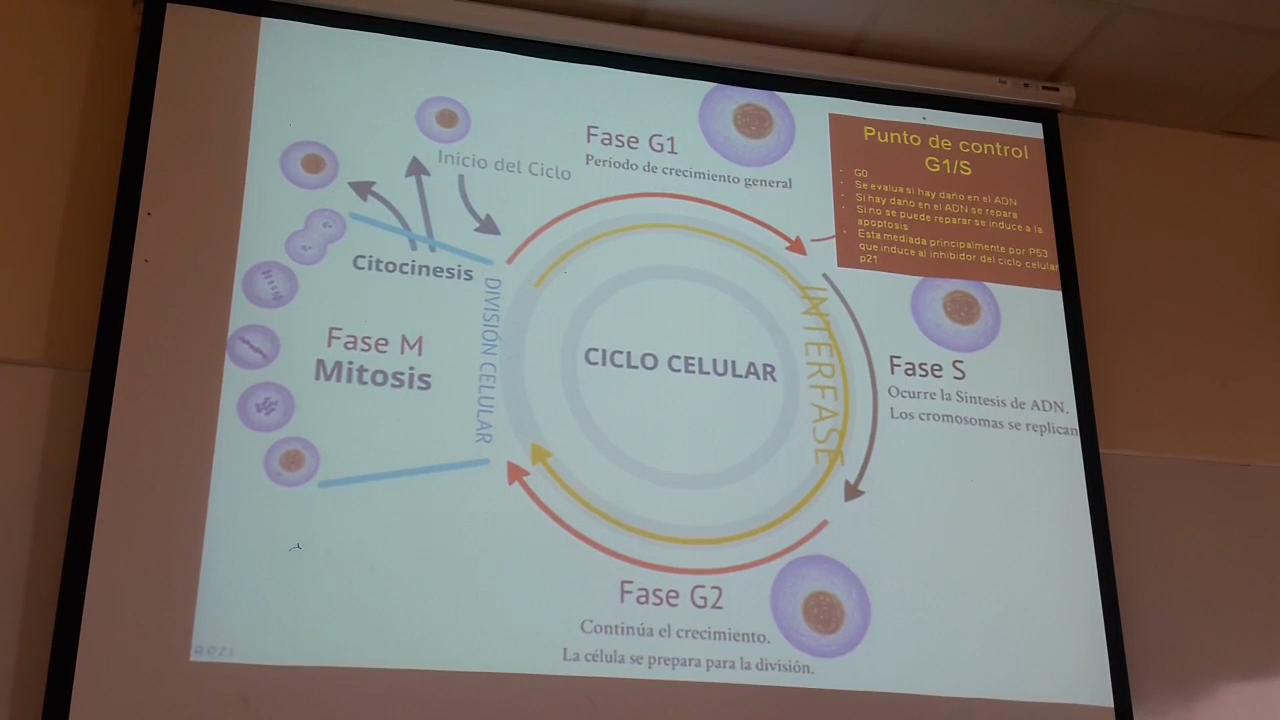 Inicio del Ciclo
Fase G1
Período de crecimiento general
Punto de control
G1/S
G0
Se evalua si hay daño en el ADN
Si hay daño en el ADN se repara
Si no se puede reparar se induce a la
apoptosis
Esta mediada principalmente por P53
que induce al inhibidor del ciclo celular
p21
Citocinesis
DIVISIÓN CELULAR
Fase M
Mitosis
CICLO CELULAR
INTERFASE
Fase S
Ocurre la Síntesis de ADN.
Los cromosomas se replican
Fase G2
Continúa el crecimiento.
La célula se prepara para la división.